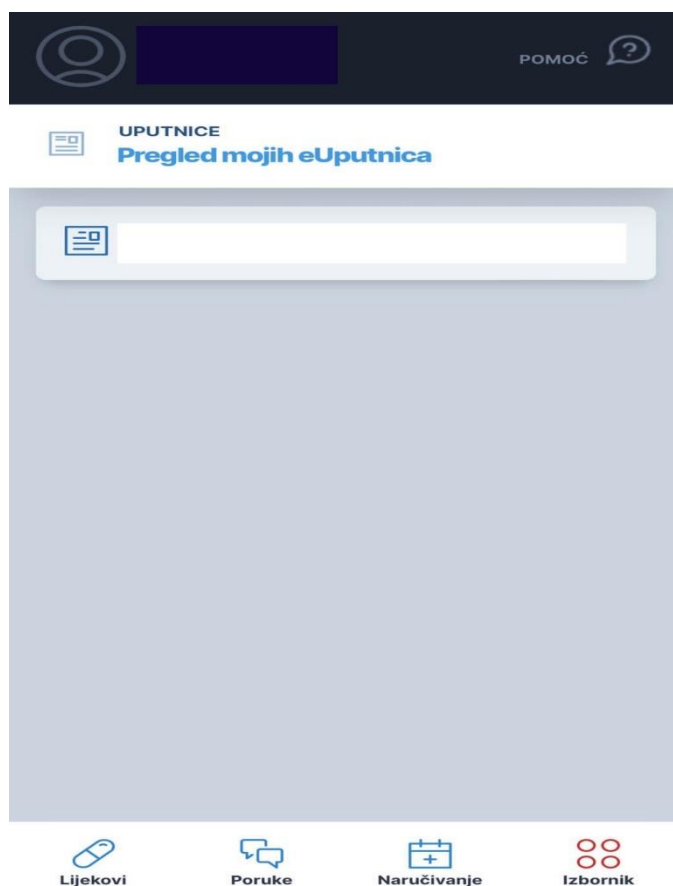 POMOĆ
UPUTNICE
Pregled mojih eUputnica
Lijekovi Poruke Naručivanje Izbornik